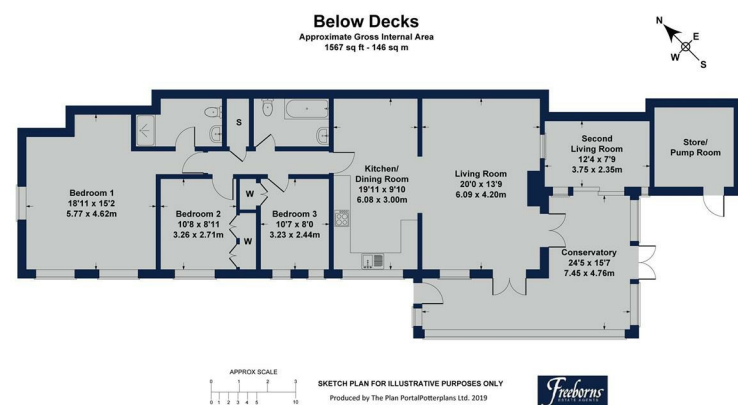 Below Decks
Approximate Gross Internal Area
1567 sq ft - 146 sq m
N
E
W
S
S
Second
Living Room
12'4 x 7'9
3.75 x 2.35m
Store/
Pump Room
Kitchen/
Dining Room
19'11 x 9'10
6.08 x 3.00m
Living Room
20'0 x 13'9
6.09 x 4.20m
Bedroom 1
18'11 x 15'2
5.77 x 4.62m
Bedroom 2
10'8 x 8'11
3.26 x 2.71m
W
W
Bedroom 3
10'7 x 8'0
3.23 x 2.44m
Conservatory
24'5 x 15'7
7.45 x 4.76m
APPROX SCALE
0 1 2 3
0 1 2 3 4 5 10
SKETCH PLAN FOR ILLUSTRATIVE PURPOSES ONLY
Produced by The Plan PortalPotterplans Ltd. 2019
Freeborns
ESTATE AGENTS